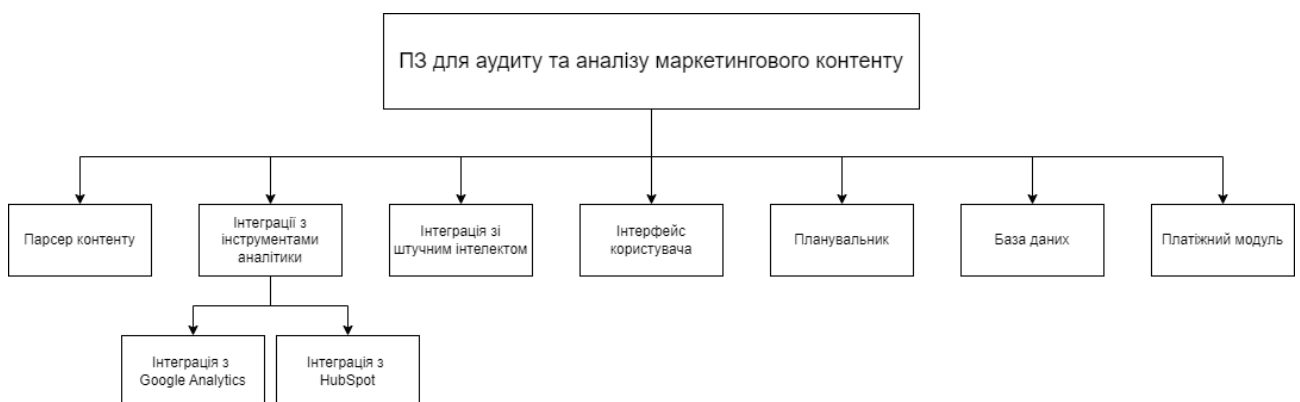 ПЗ для аудиту та аналізу маркетингового контенту
Парсер контенту
Інтеграції з
інструментами
аналітики
Інтеграція зі
штучним інтелектом
Інтерфейс
користувача
Планувальник
База даних
Платіжний модуль
Інтеграція з
Google Analytics
Інтеграція з
HubSpot